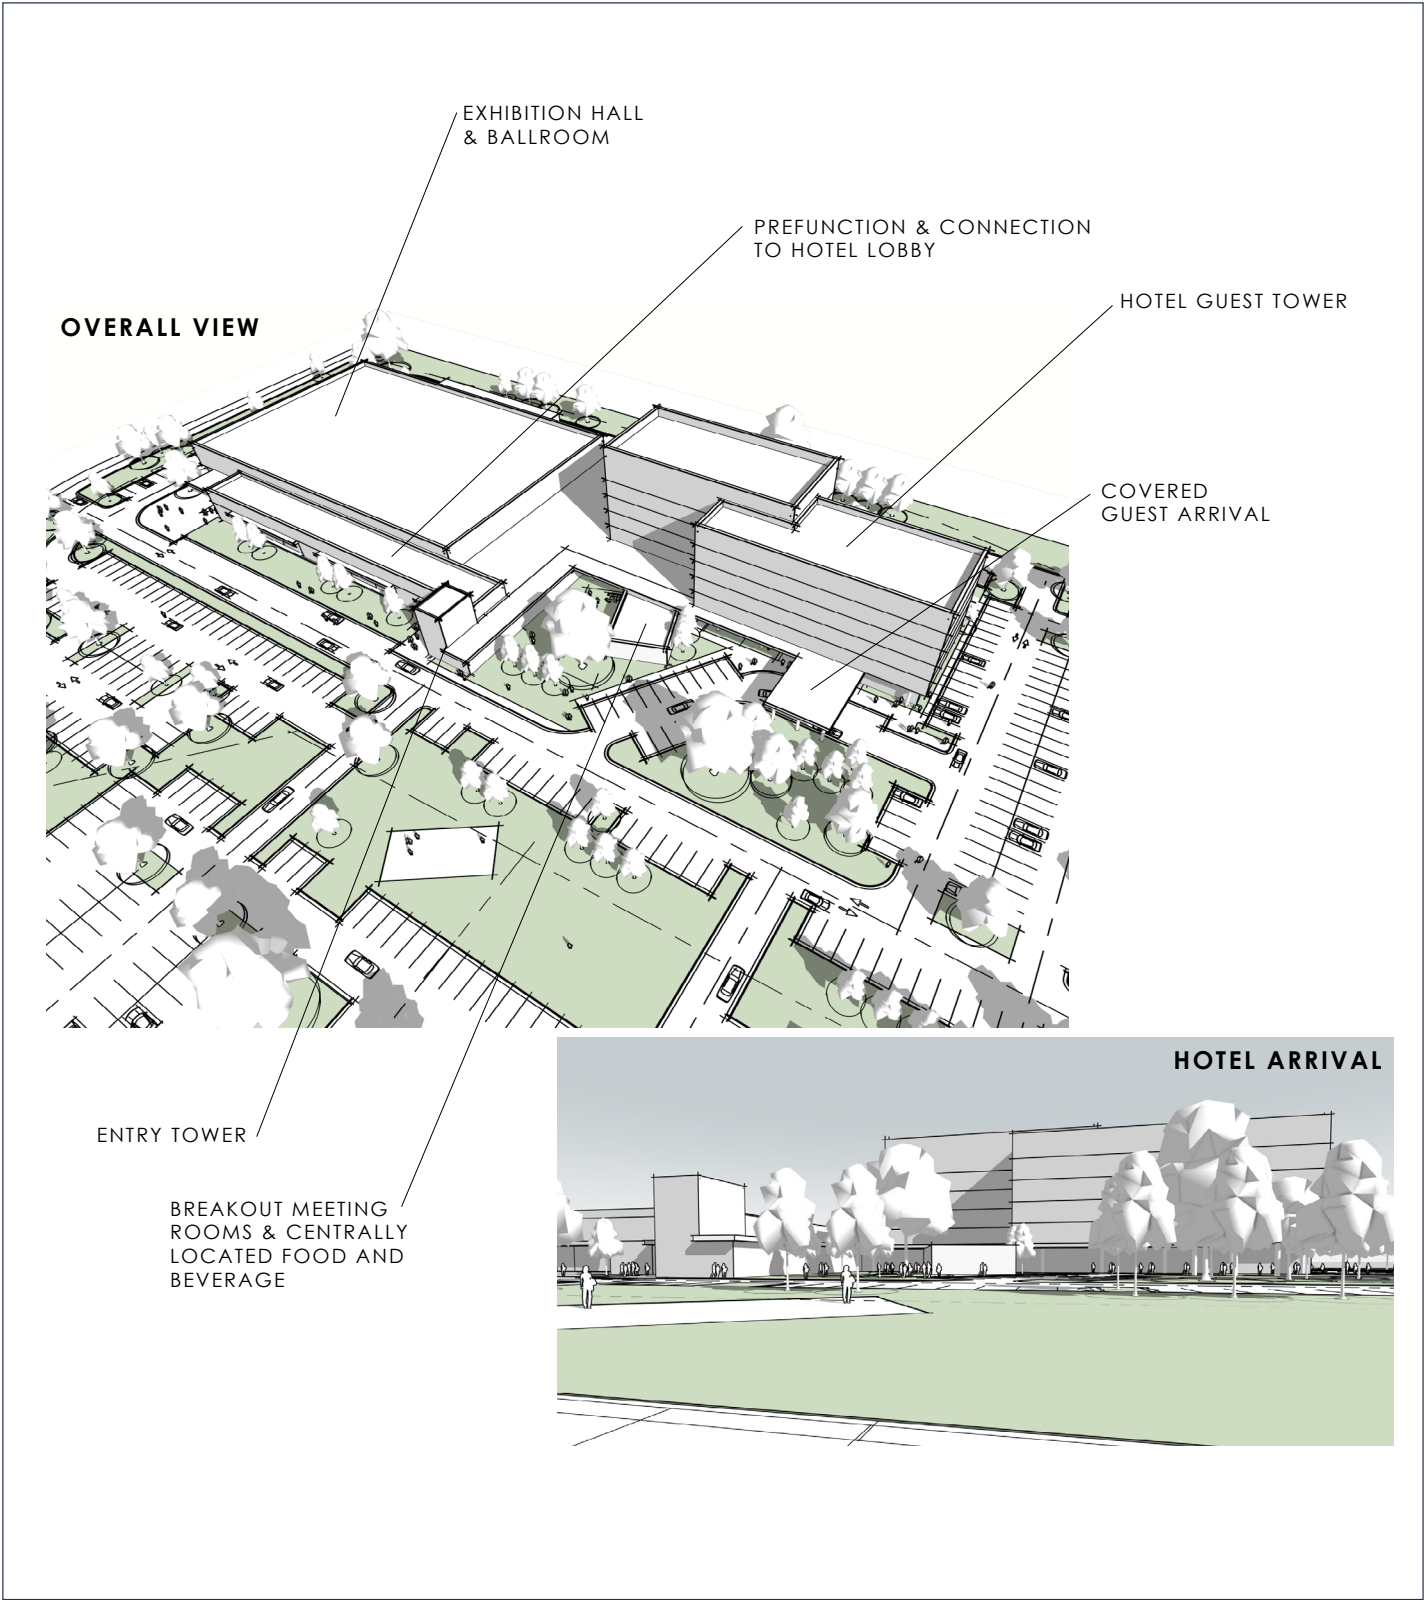 EXHIBITION HALL
& BALLROOM
PREFUNCTION & CONNECTION
TO HOTEL LOBBY
HOTEL GUEST TOWER
OVERALL VIEW
COVERED
GUEST ARRIVAL
HOTEL ARRIVAL
ENTRY TOWER
BREAKOUT MEETING
ROOMS & CENTRALLY
LOCATED FOOD AND
BEVERAGE